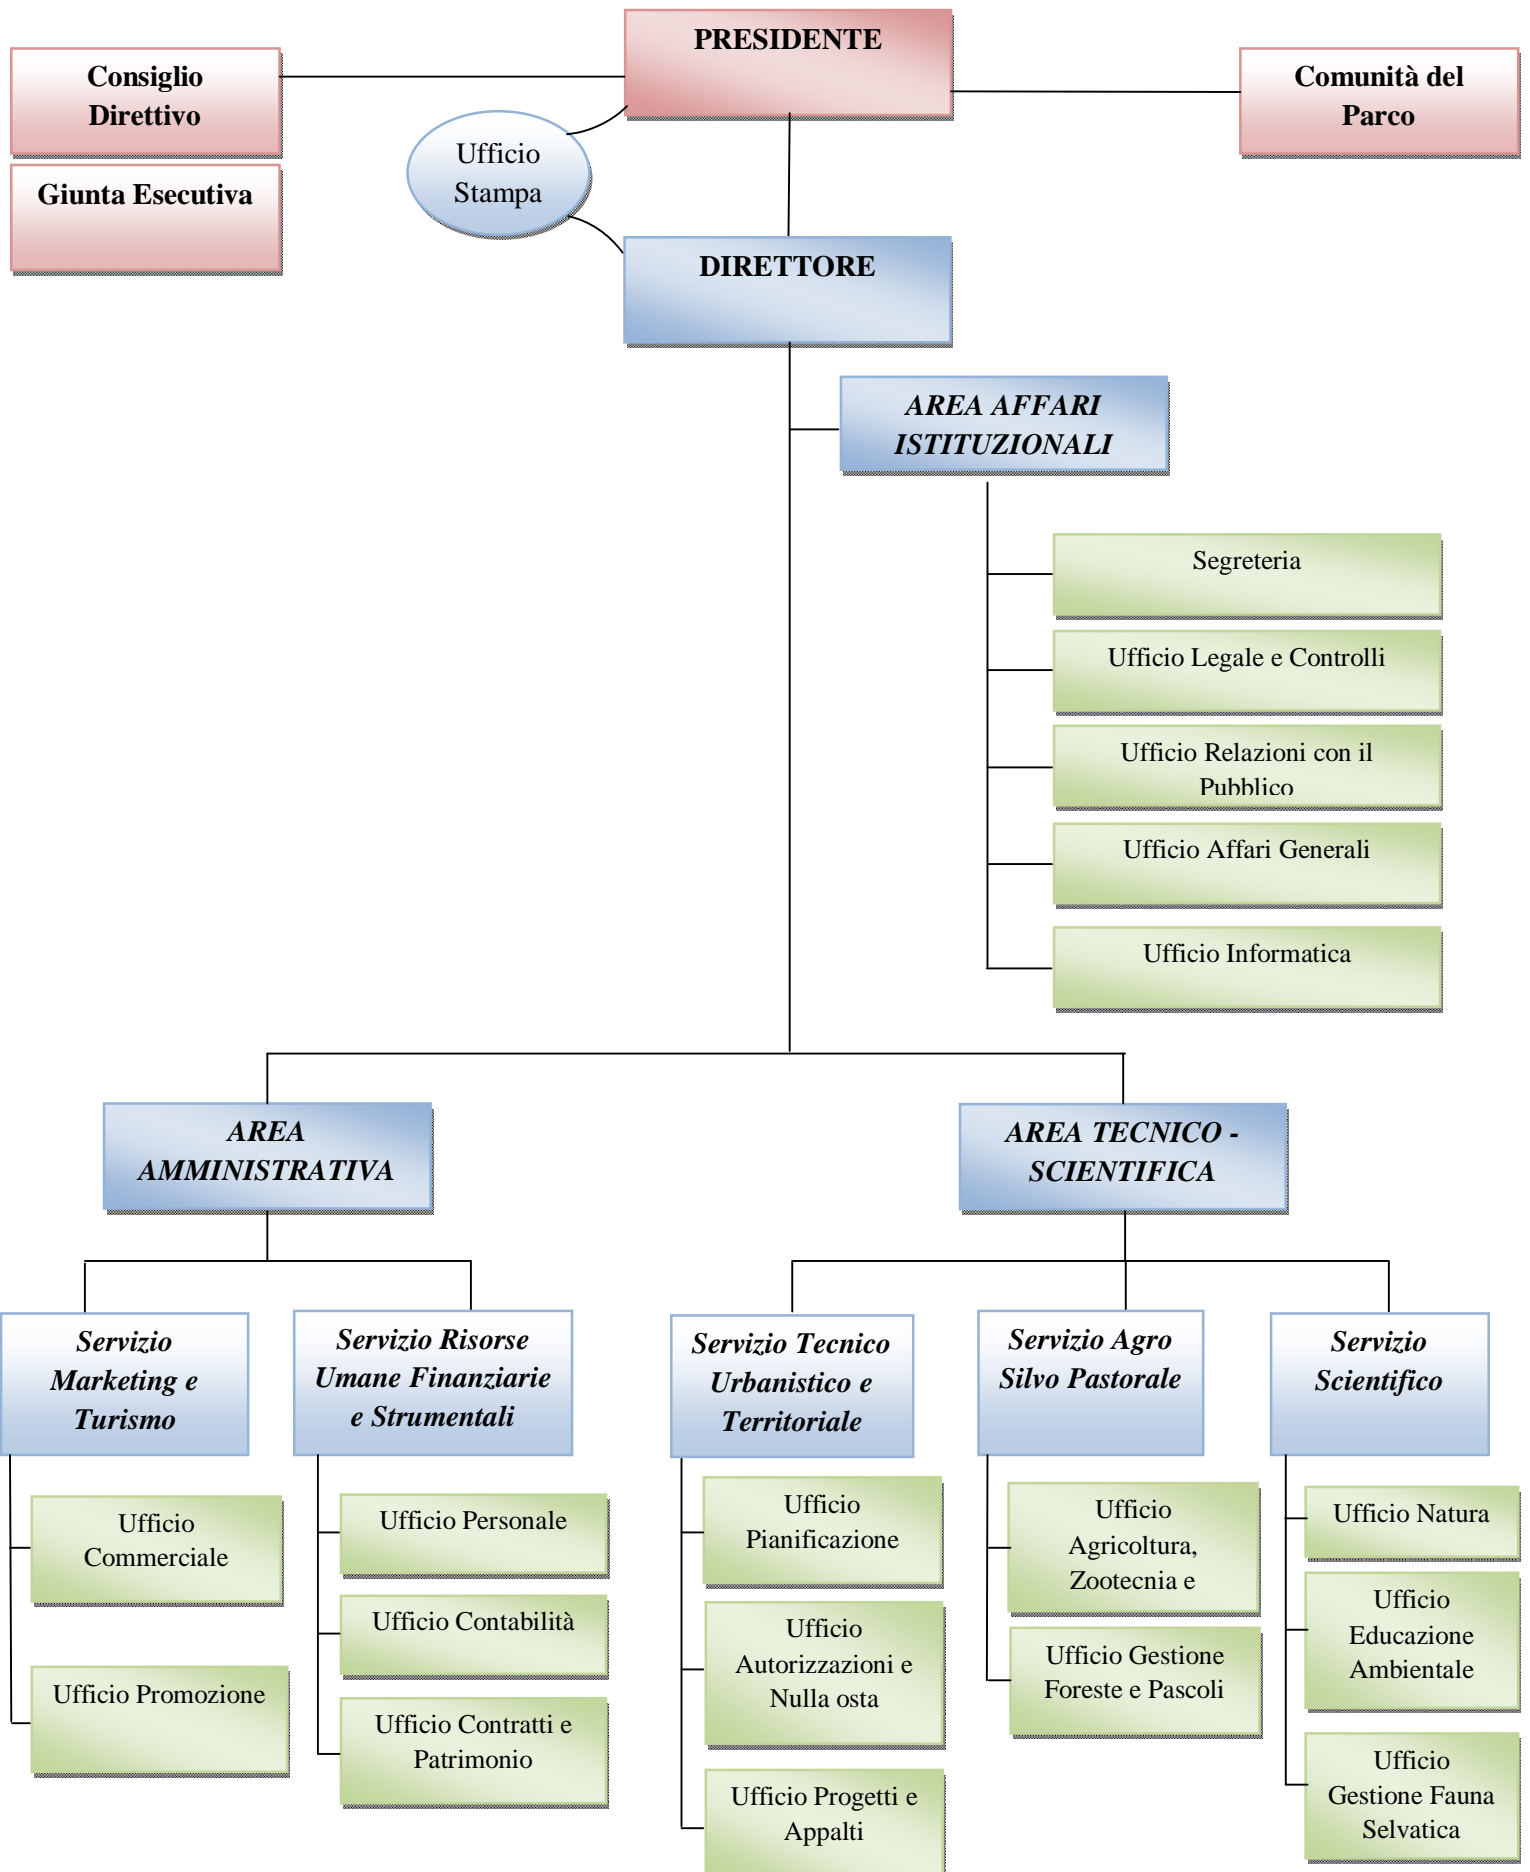 PRESIDENTE
Consiglio
Direttivo
Comunità del
Parco
Ufficio
Stampa
Giunta Esecutiva
DIRETTORE
AREA AFFARI
ISTITUZIONALI
Segreteria
Ufficio Legale e Controlli
Ufficio Relazioni con il
Pubblico
Ufficio Affari Generali
Ufficio Informatica
AREA
AMMINISTRATIVA
AREA TECNICO -
SCIENTIFICA
Servizio
Marketing e
Turismo
Servizio Risorse
Umane Finanziarie
e Strumentali
Servizio Tecnico
Urbanistico e
Territoriale
Servizio Agro
Silvo Pastorale
Servizio
Scientifico
Ufficio
Commerciale
Ufficio Promozione
Ufficio Personale
Ufficio Contabilità
Ufficio Contratti e
Patrimonio
Ufficio
Pianificazione
Ufficio
Autorizzazioni e
Nulla osta
Ufficio Progetti e
Appalti
Ufficio
Agricoltura,
Zootecnia e
Ufficio Gestione
Foreste e Pascoli
Ufficio Natura
Ufficio
Educazione
Ambientale
Ufficio
Gestione Fauna
Selvatica